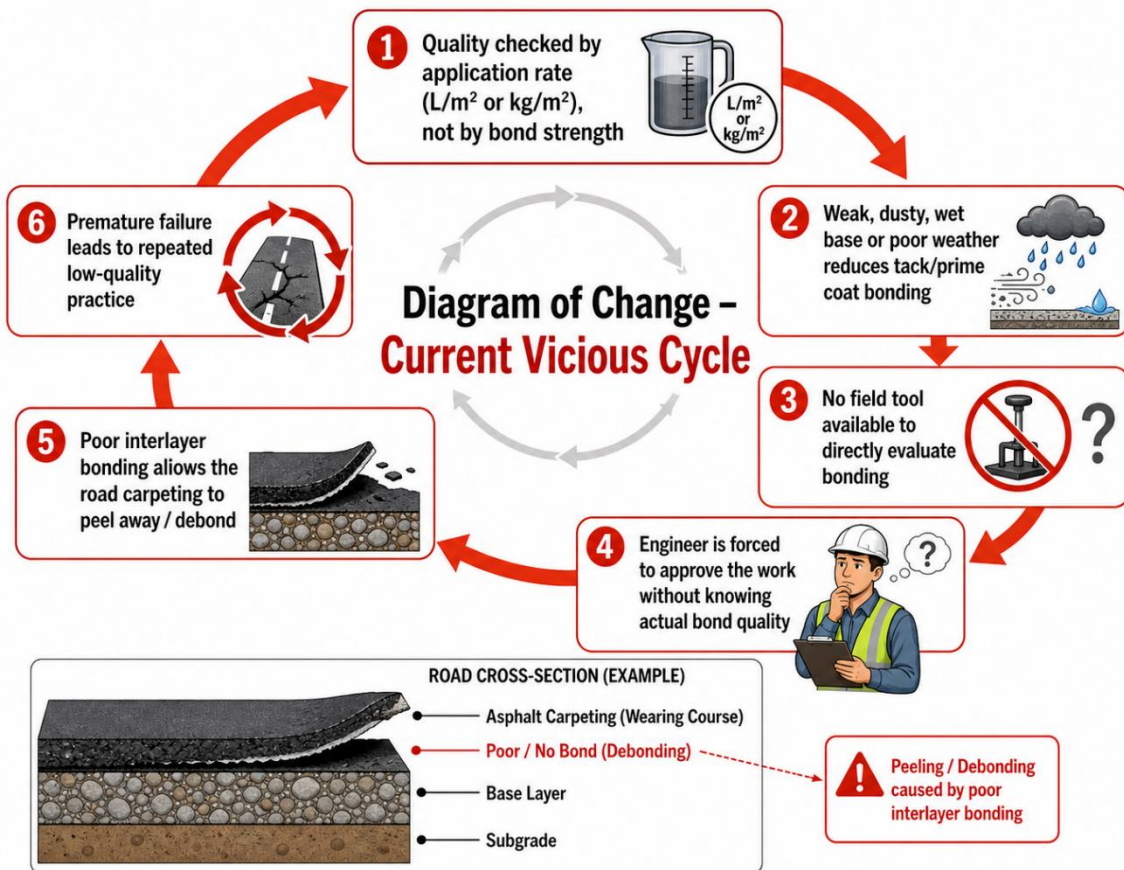 1
Quality checked by
application rate
(L/m² or kg/m²),
not by bond strength
L/m²
or
kg/m²
2
Weak, dusty, wet
base or poor weather
reduces tack/prime
coat bonding
3
No field tool
available to
directly evaluate
bonding
?
4
Engineer is forced
to approve the work
without knowing
actual bond quality
?
5
Poor interlayer
bonding allows the
road carpeting to
peel away / debond
6
Premature failure
leads to repeated
low-quality
practice
Diagram of Change –
Current Vicious Cycle
ROAD CROSS-SECTION (EXAMPLE)
Asphalt Carpeting (Wearing Course)
Poor / No Bond (Debonding)
Base Layer
Subgrade
!
Peeling / Debonding
caused by poor
interlayer bonding